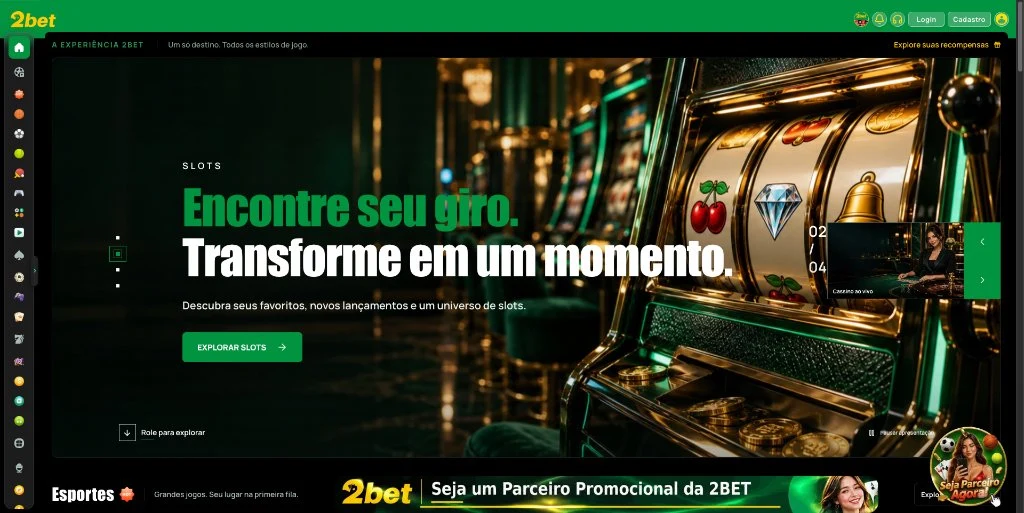 2bet
Login
Cadastro
A EXPERIÊNCIA 2BET
Um só destino. Todos os estilos de jogo.
Explore suas recompensas
SLOTS
Encontre seu giro.
Transforme em um momento.
02
/
04
Cassino ao vivo
Descubra seus favoritos, novos lançamentos e um universo de slots.
EXPLORAR SLOTS
Role para explorar
Pausar apresentação
Esportes
Grandes jogos. Seu lugar na primeira fila.
2bet
Seja um Parceiro Promocional da 2BET
Seja Parceiro
Agora!